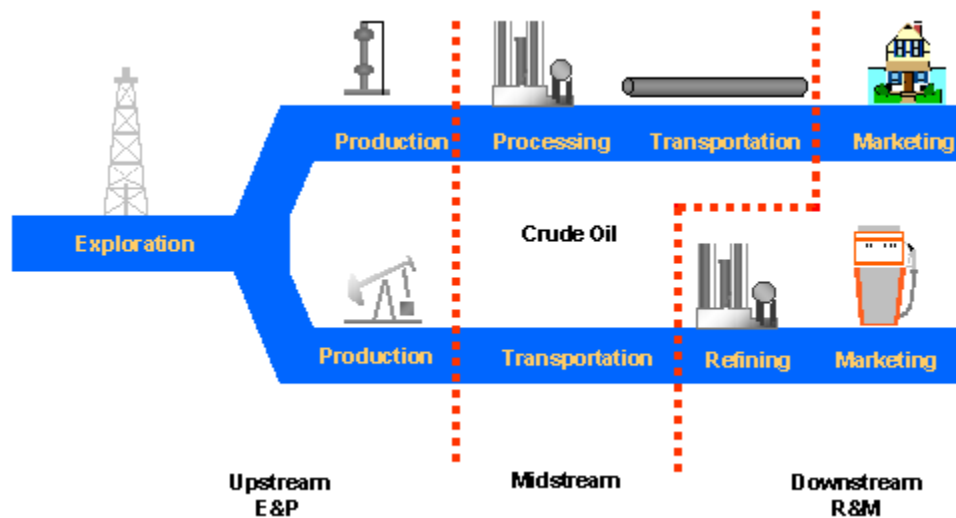 Production
Processing
Transportation
Marketing
Exploration
Crude Oil
Production
Transportation
Refining
Marketing
Upstream
E&P
Midstream
Downstream
R&M